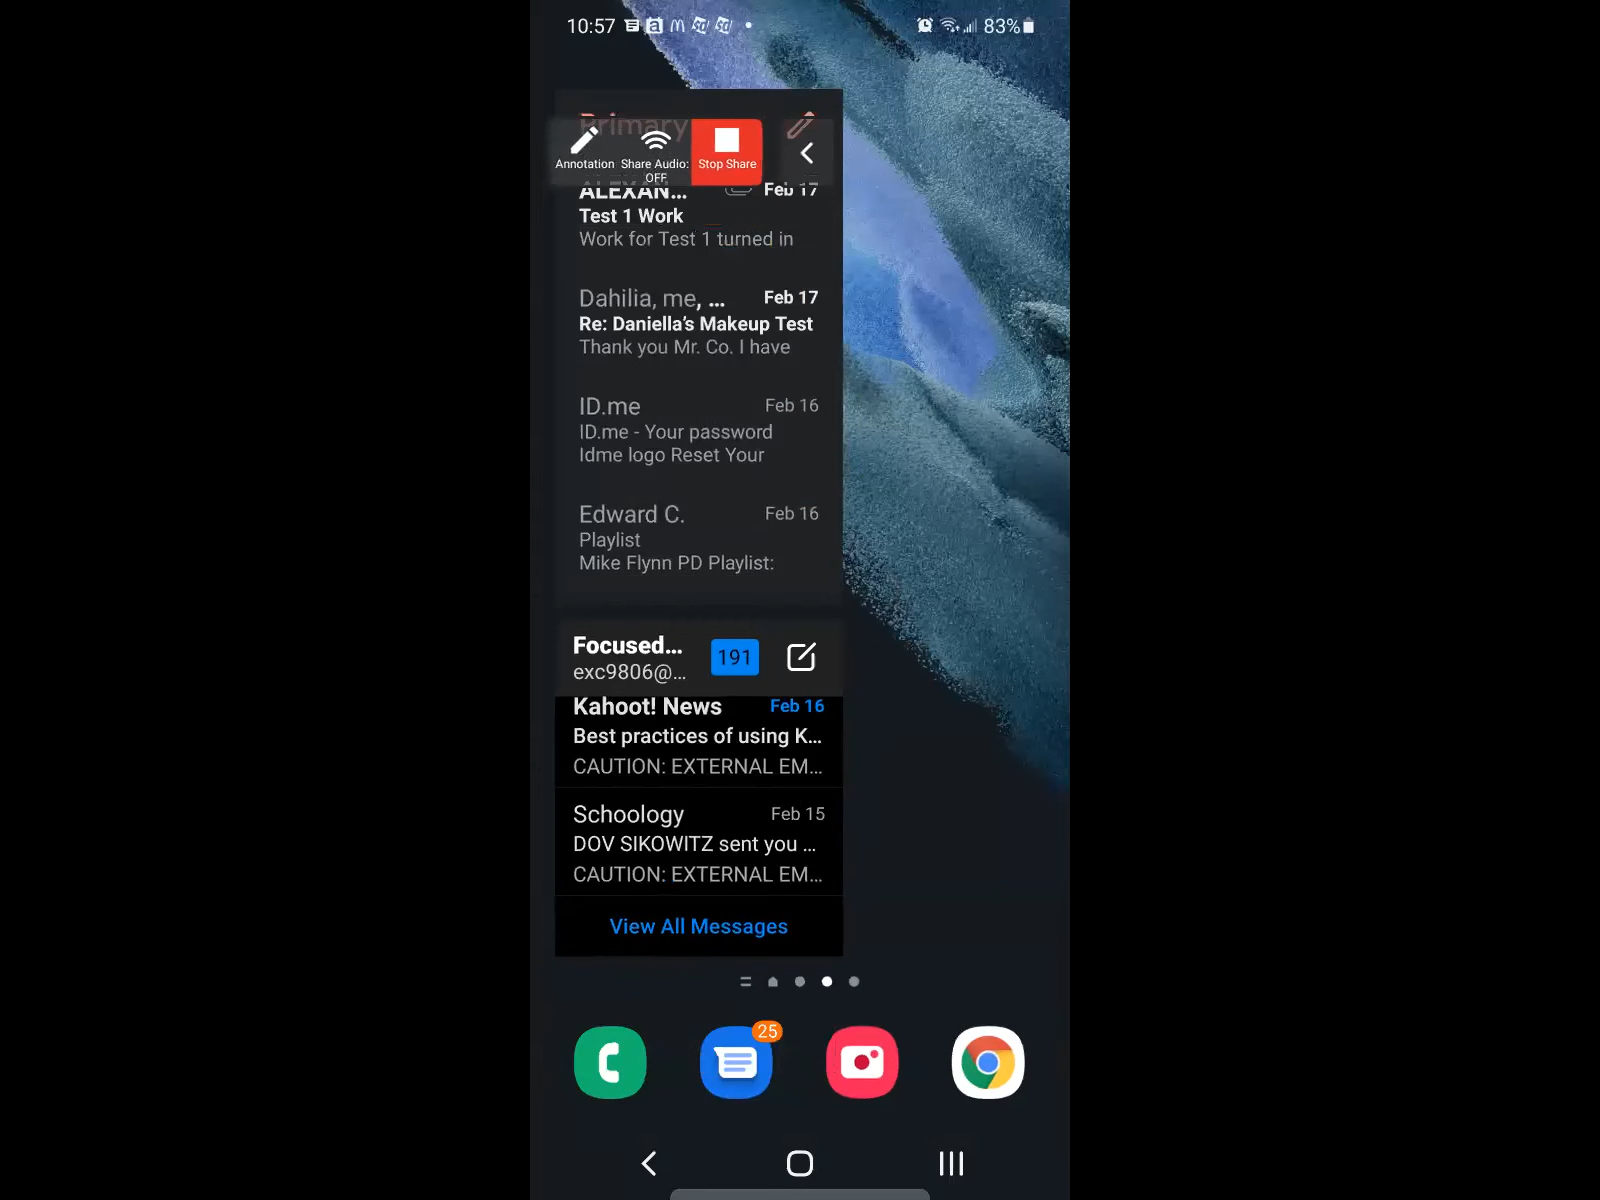 10:57
83%
Primary
Annotation
Share Audio: OFF
Stop Share
ALEXAN... Feb 17
Test 1 Work
Work for Test 1 turned in
Dahilia, me, ... Feb 17
Re: Daniella's Makeup Test
Thank you Mr. Co. I have
ID.me Feb 16
ID.me - Your password
Idme logo Reset Your
Edward C. Feb 16
Playlist
Mike Flynn PD Playlist:
Focused... 191
exc9806@...
Kahoot! News Feb 16
Best practices of using K...
CAUTION: EXTERNAL EM...
Schoology Feb 15
DOV SIKOWITZ sent you ...
CAUTION: EXTERNAL EM...
View All Messages
25